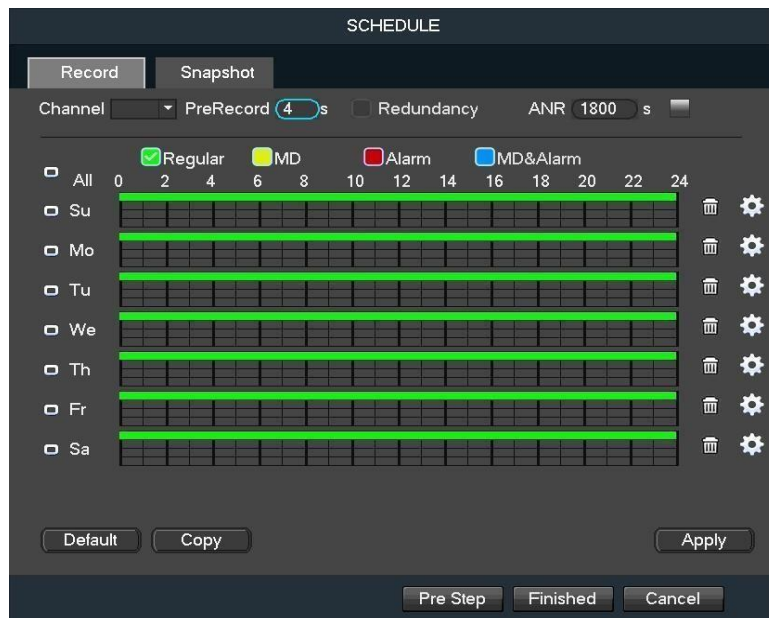 SCHEDULE
Record Snapshot
Channel PreRecord 4 s Redundancy ANR 1800 s
Regular MD Alarm MD&Alarm
All 0 2 4 6 8 10 12 14 16 18 20 22 24
Su
Mo
Tu
We
Th
Fr
Sa
Default Copy Apply
Pre Step Finished Cancel